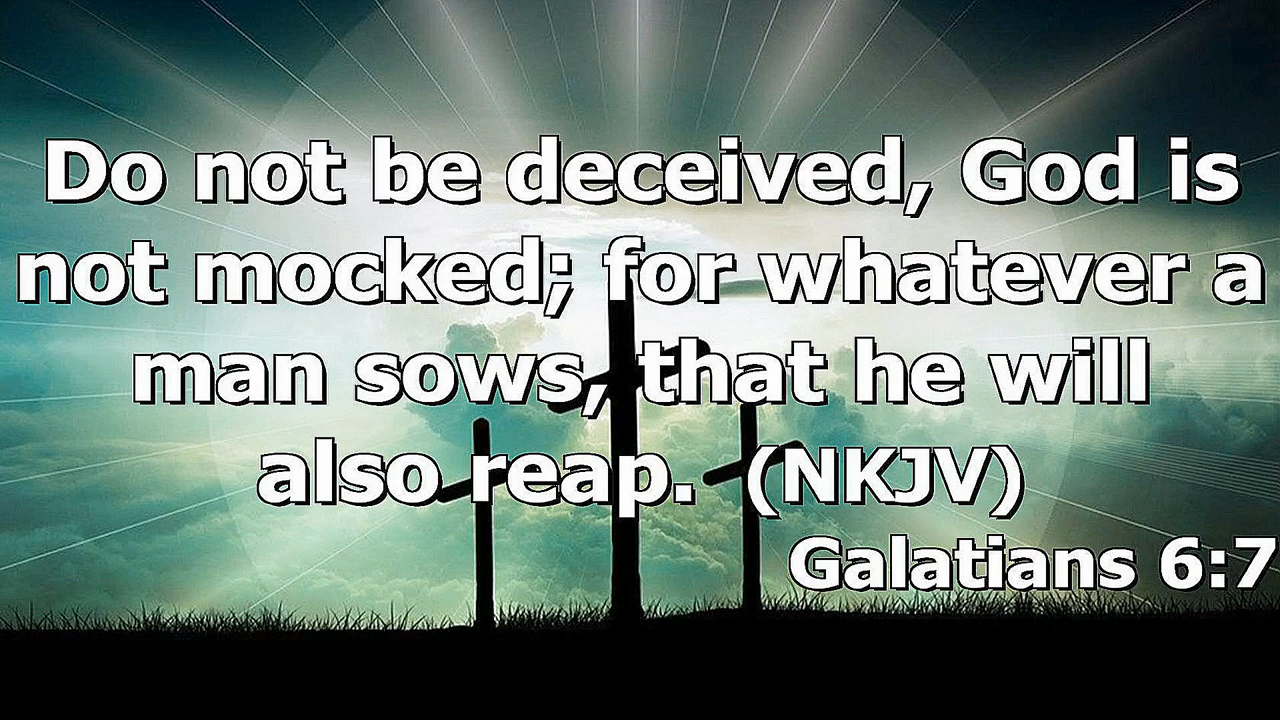 Do not be deceived, God is
not mocked; for whatever a
man sows, that he will
also reap. (NKJV)
Galatians 6:7